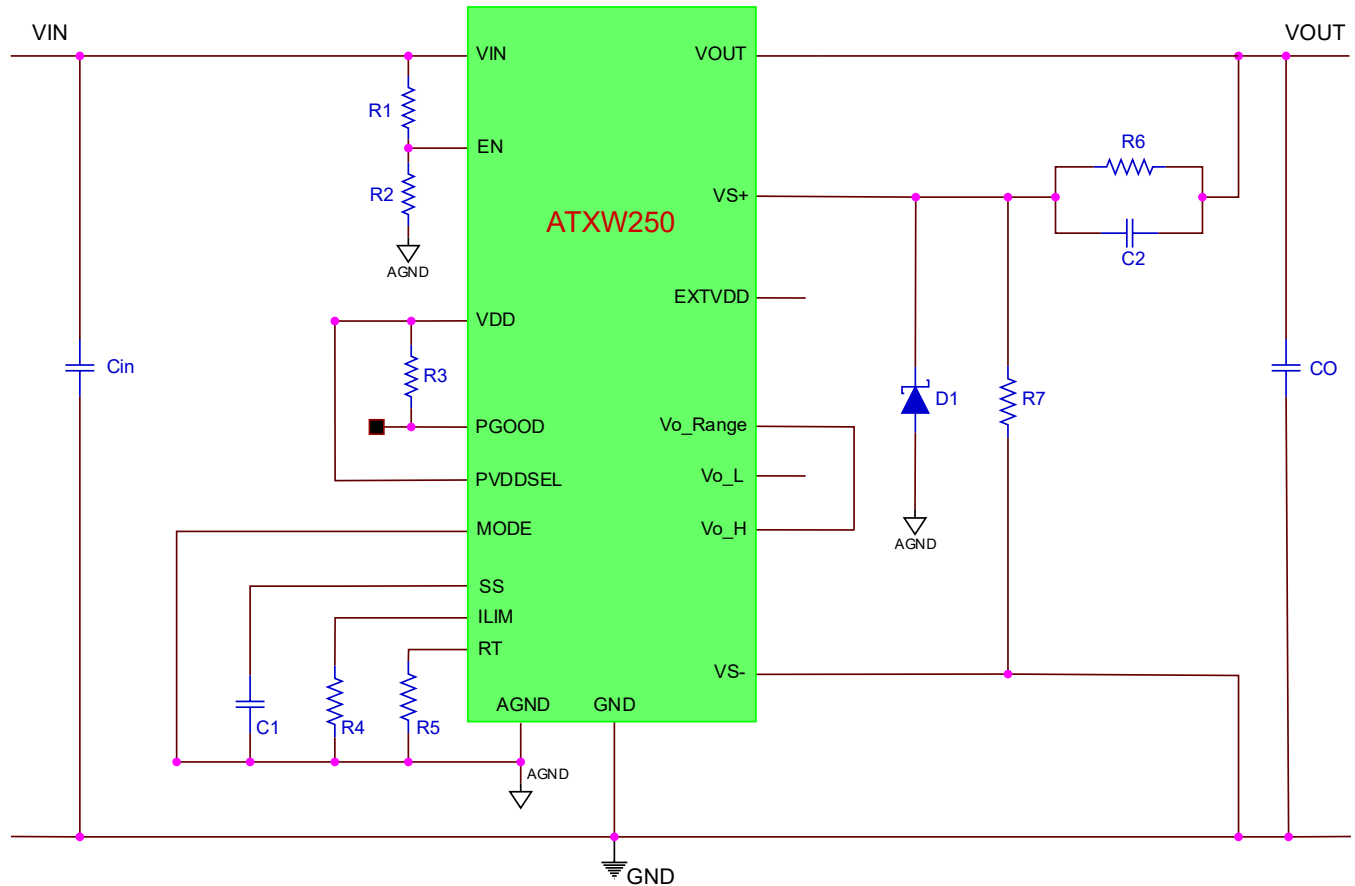 VIN
VOUT
VIN
VOUT
R1
EN
R6
R2
VS+
ATXW250
C2
AGND
EXTVDD
VDD
Cin
R3
CO
D1
R7
PGOOD
Vo_Range
PVDDSEL
Vo_L
MODE
Vo_H
AGND
SS
ILIM
RT
VS-
AGND
GND
C1
R4
R5
AGND
GND